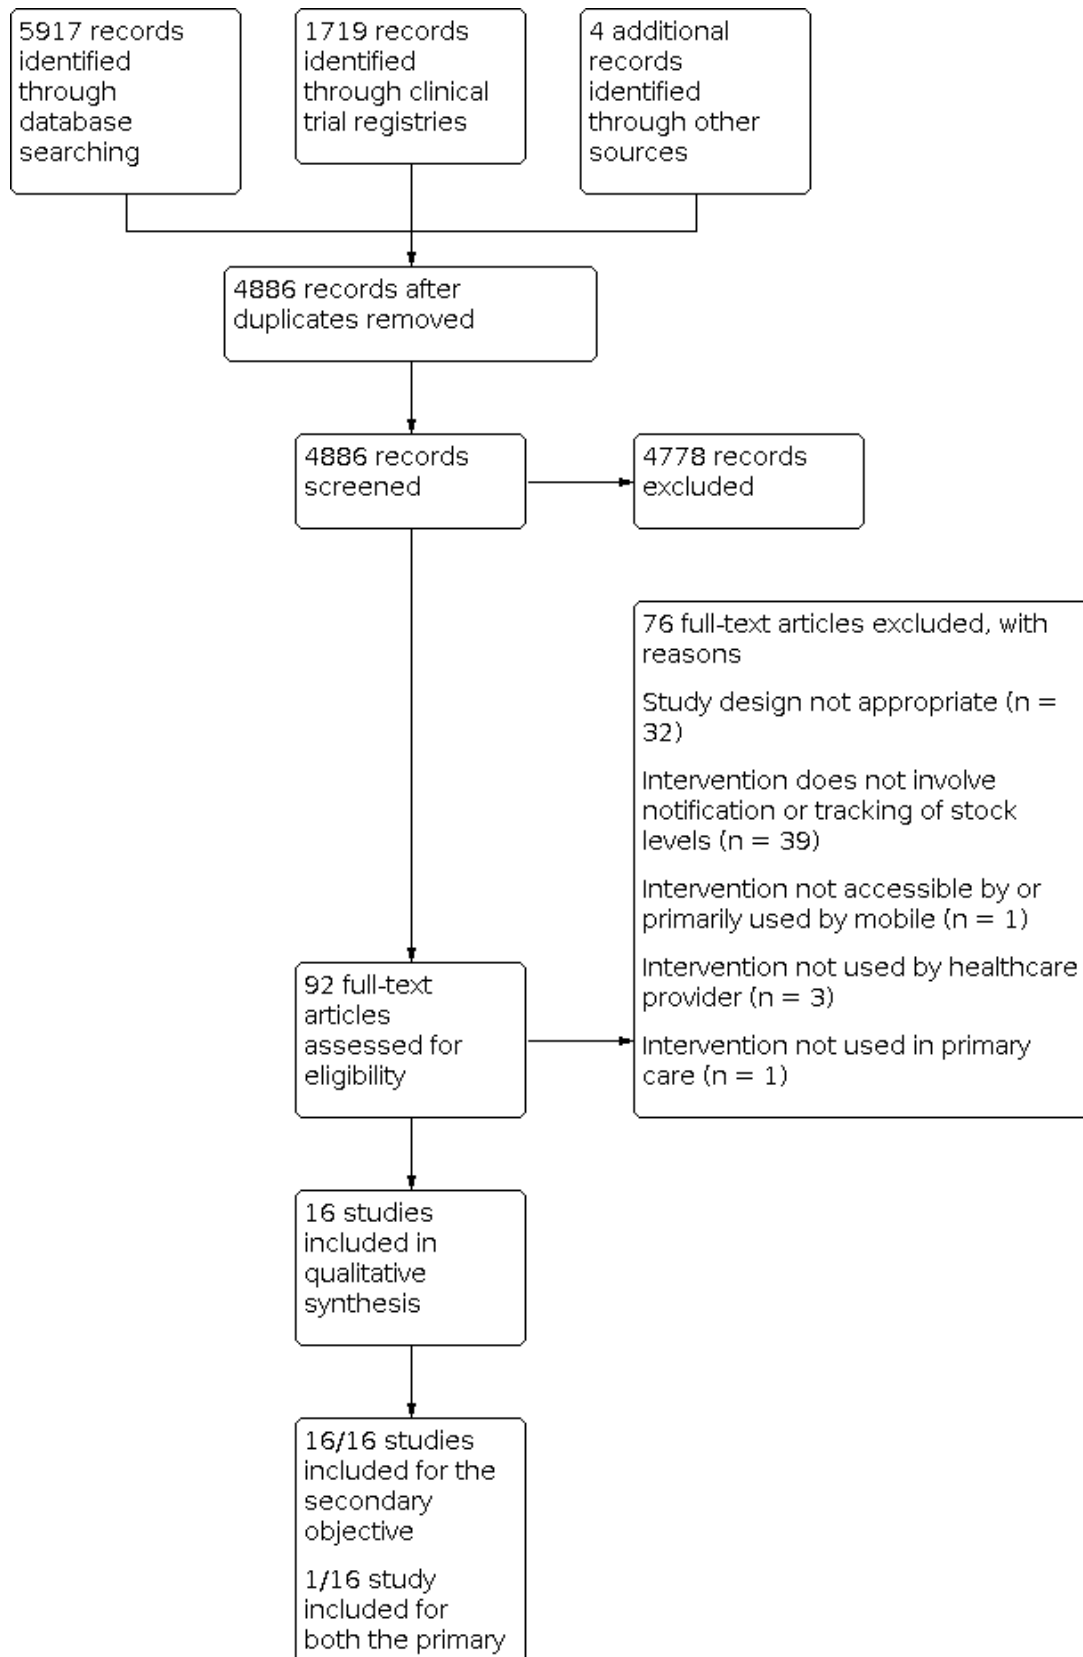 5917 records
identified
through
database
searching
1719 records
identified
through clinical
trial registries
4 additional
records
identified
through other
sources
4886 records after
duplicates removed
4886 records
screened
4778 records
excluded
76 full-text articles excluded, with
reasons
Study design not appropriate (n =
32)
Intervention does not involve
notification or tracking of stock
levels (n = 39)
Intervention not accessible by or
primarily used by mobile (n = 1)
Intervention not used by healthcare
provider (n = 3)
Intervention not used in primary
care (n = 1)
92 full-text
articles
assessed for
eligibility
16 studies
included in
qualitative
synthesis
16/16 studies
included for the
secondary
objective
1/16 study
included for
both the primary